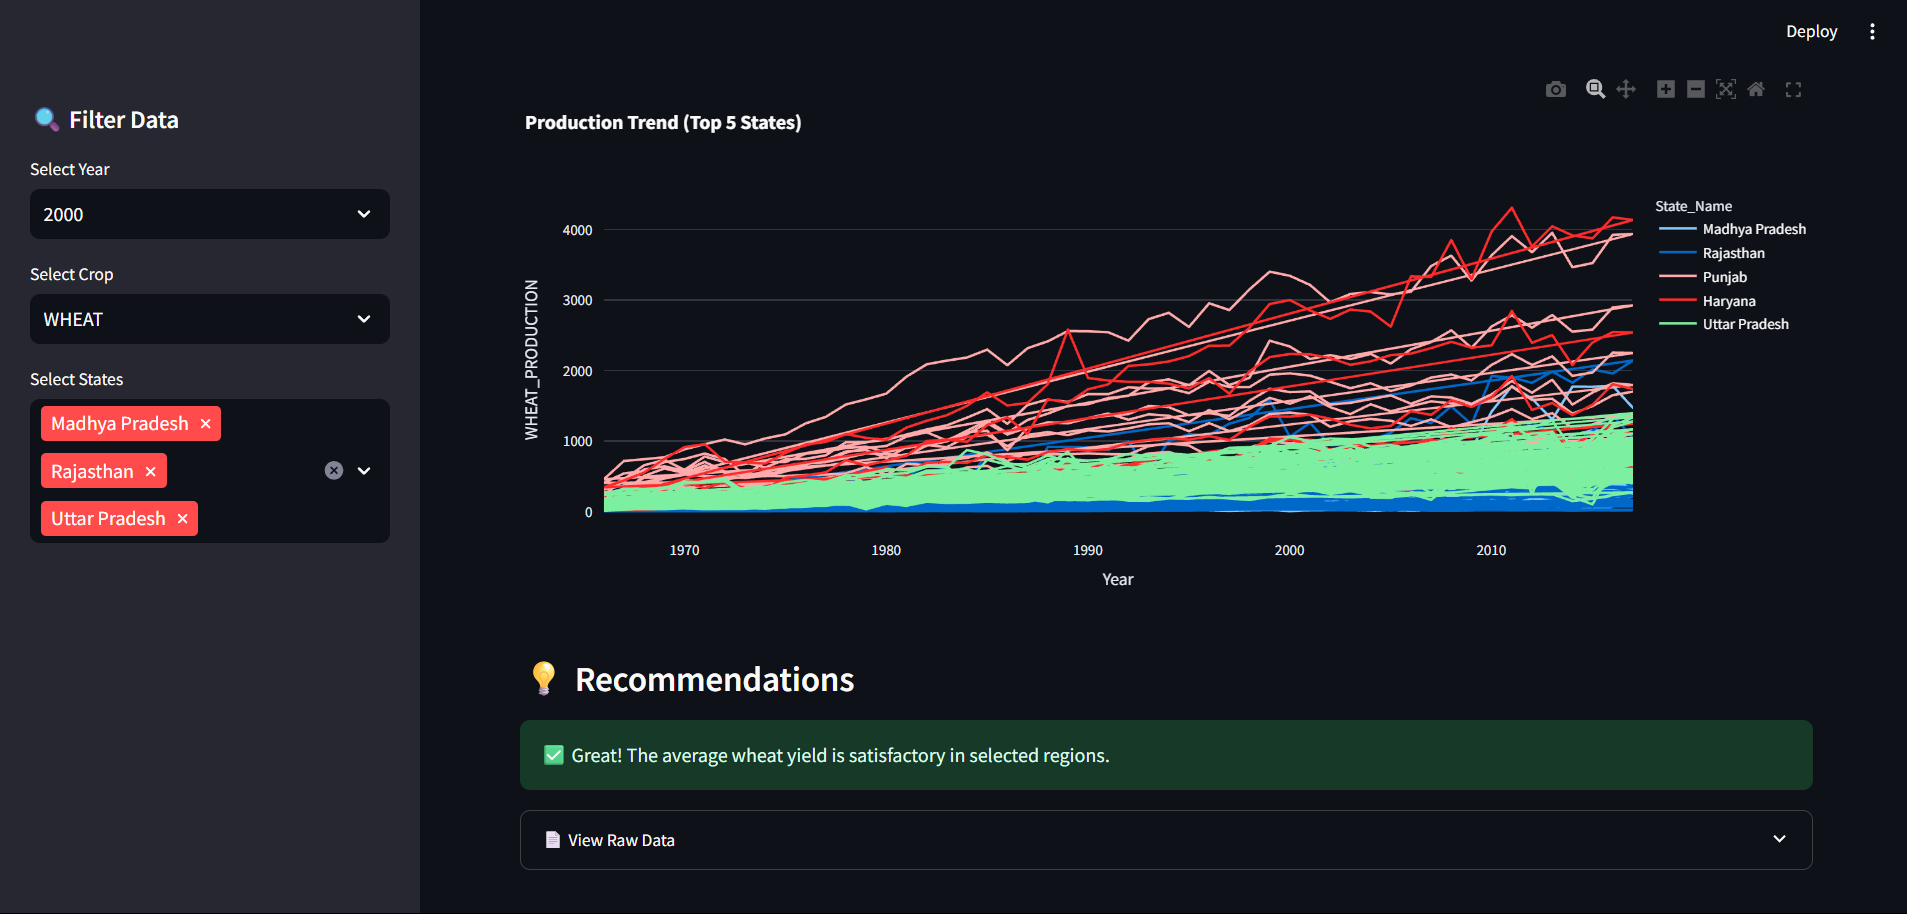 Deploy
Filter Data
Select Year
2000
Select Crop
WHEAT
Select States
Madhya Pradesh
Rajasthan
Uttar Pradesh
Production Trend (Top 5 States)
WHEAT_PRODUCTION
4000
3000
2000
1000
0
1970 1980 1990 2000 2010
Year
State_Name
Madhya Pradesh
Rajasthan
Punjab
Haryana
Uttar Pradesh
Recommendations
Great! The average wheat yield is satisfactory in selected regions.
View Raw Data